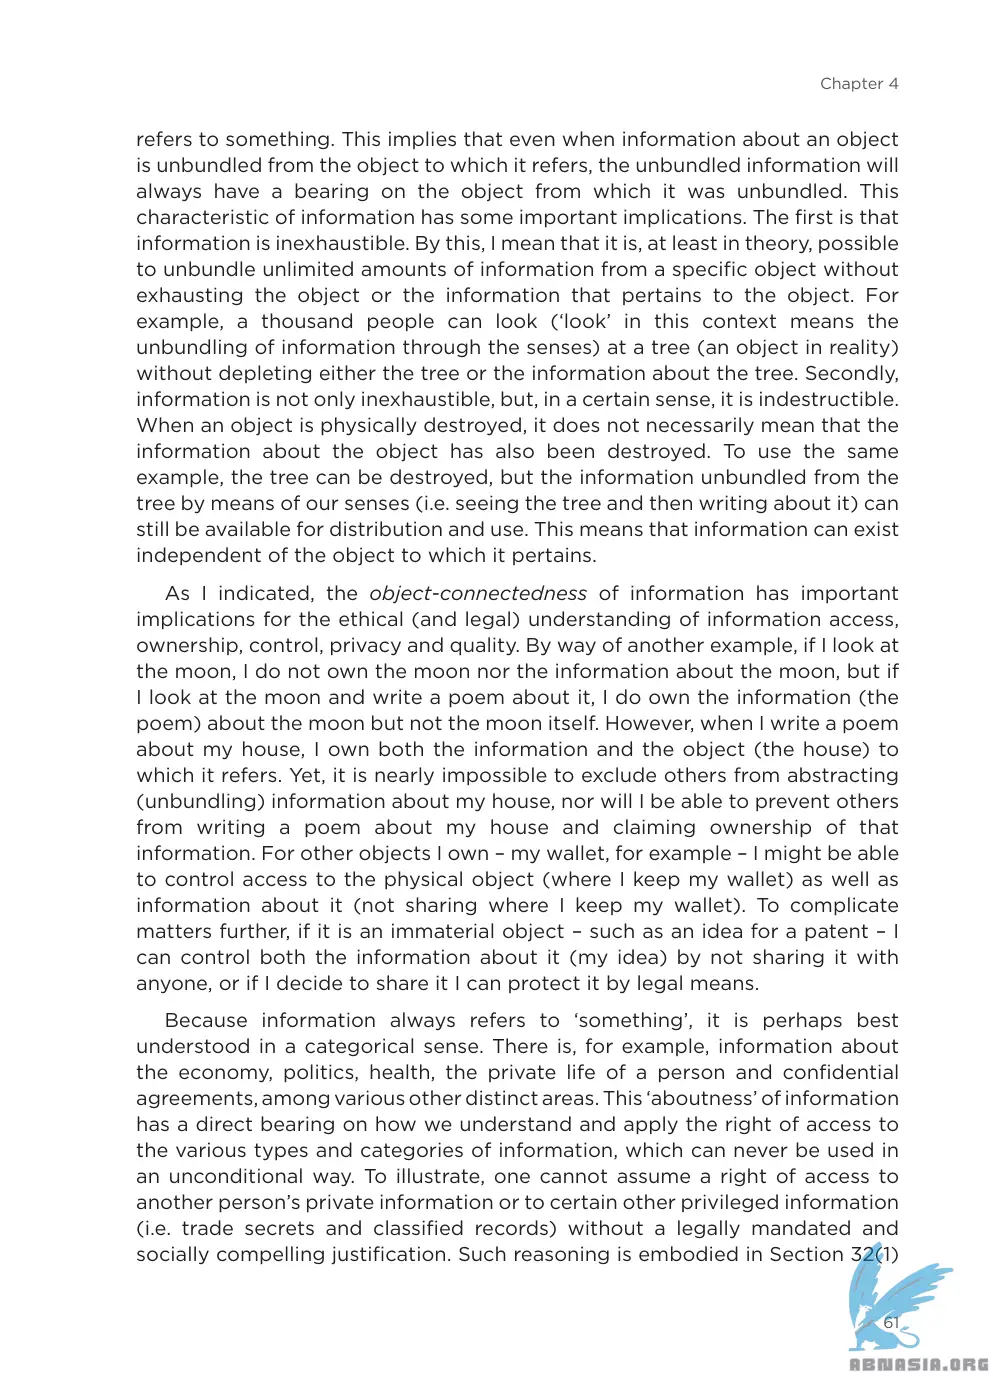 Chapter 4
refers to something. This implies that even when information about an object
is unbundled from the object to which it refers, the unbundled information will
always have a bearing on the object from which it was unbundled. This
characteristic of information has some important implications. The first is that
information is inexhaustible. By this, I mean that it is, at least in theory, possible
to unbundle unlimited amounts of information from a specific object without
exhausting the object or the information that pertains to the object. For
example, a thousand people can look (‘look’ in this context means the
unbundling of information through the senses) at a tree (an object in reality)
without depleting either the tree or the information about the tree. Secondly,
information is not only inexhaustible, but, in a certain sense, it is indestructible.
When an object is physically destroyed, it does not necessarily mean that the
information about the object has also been destroyed. To use the same
example, the tree can be destroyed, but the information unbundled from the
tree by means of our senses (i.e. seeing the tree and then writing about it) can
still be available for distribution and use. This means that information can exist
independent of the object to which it pertains.
As I indicated, the object-connectedness of information has important
implications for the ethical (and legal) understanding of information access,
ownership, control, privacy and quality. By way of another example, if I look at
the moon, I do not own the moon nor the information about the moon, but if
I look at the moon and write a poem about it, I do own the information (the
poem) about the moon but not the moon itself. However, when I write a poem
about my house, I own both the information and the object (the house) to
which it refers. Yet, it is nearly impossible to exclude others from abstracting
(unbundling) information about my house, nor will I be able to prevent others
from writing a poem about my house and claiming ownership of that
information. For other objects I own – my wallet, for example – I might be able
to control access to the physical object (where I keep my wallet) as well as
information about it (not sharing where I keep my wallet). To complicate
matters further, if it is an immaterial object – such as an idea for a patent – I
can control both the information about it (my idea) by not sharing it with
anyone, or if I decide to share it I can protect it by legal means.
Because information always refers to ‘something’, it is perhaps best
understood in a categorical sense. There is, for example, information about
the economy, politics, health, the private life of a person and confidential
agreements, among various other distinct areas. This ‘aboutness’ of information
has a direct bearing on how we understand and apply the right of access to
the various types and categories of information, which can never be used in
an unconditional way. To illustrate, one cannot assume a right of access to
another person’s private information or to certain other privileged information
(i.e. trade secrets and classified records) without a legally mandated and
socially compelling justification. Such reasoning is embodied in Section 32(1)
61
ABNASIA.ORG